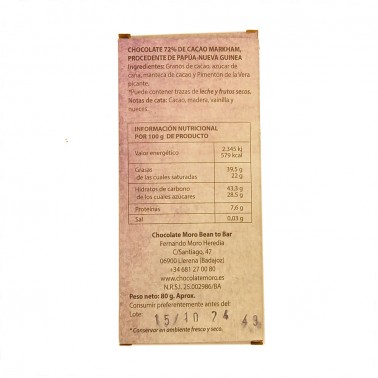 CHOCOLATE 72% DE CACAO MARKHAM,
PROCEDENTE DE PAPÚA-NUEVA GUINEA
Ingredientes: Granos de cacao, azúcar de
cana, manteca de cacao y Pimentón de la Vera
picante.
*Puede contener trazas de leche y frutos secos.
Notas de cata: Cacao, madera, vainilla y
nueces.
INFORMACIÓN NUTRICIONAL
POR 100 g DE PRODUCTO
Valor energético 2.345 kj
579 kcal
Grasas 39,5 g
de las cuales saturadas 22 g
Hidratos de carbono 43,5 g
de los cuales azúcares 28,5 g
Proteínas 7,6 g
Sal 0,03 g
Chocolate Moro Bean to Bar
Fernando Moro Heredia
C/Santiago, 47
06900 Llerena (Badajoz)
+34 681 27 00 80
www.chocolatemoro.es
N.R.S.I. 25.002986/BA
Peso neto: 80 g. Aprox.
Consumir preferentemente antes del:
Lote: 15/10 24 49
* Conservar en ambiente fresco y seco.